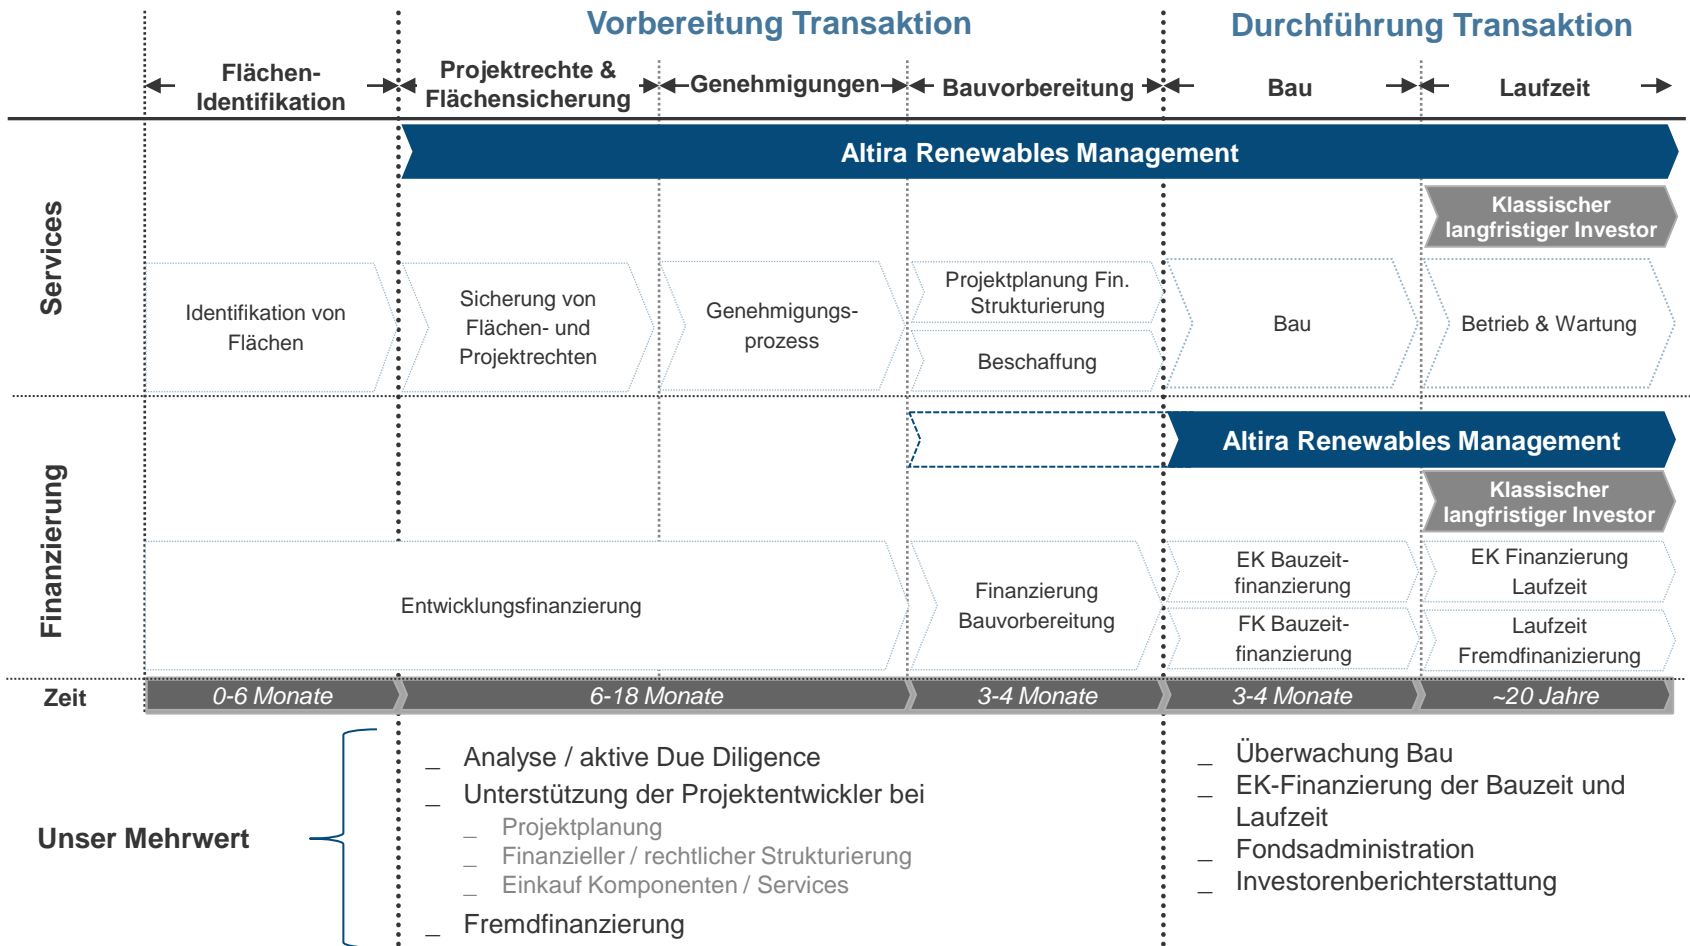 Vorbereitung Transaktion
Durchführung Transaktion
Flächen-
Identifikation
Projektrechte &
Flächensicherung
Genehmigungen
Bauvorbereitung
Bau
Laufzeit
Services
Altira Renewables Management
Klassischer
langfristiger Investor
Identifikation von
Flächen
Sicherung von
Flächen- und
Projektrechten
Genehmigungs-
prozess
Projektplanung Fin.
Strukturierung
Beschaffung
Bau
Betrieb & Wartung
Finanzierung
Altira Renewables Management
Klassischer
langfristiger Investor
Entwicklungsfinanzierung
Finanzierung
Bauvorbereitung
EK Bauzeit-
finanzierung
FK Bauzeit-
finanzierung
EK Finanzierung
Laufzeit
Laufzeit
Fremdfinanizierung
Zeit
0-6 Monate
6-18 Monate
3-4 Monate
3-4 Monate
~20 Jahre
Unser Mehrwert
_ Analyse / aktive Due Diligence
_ Unterstützung der Projektentwickler bei
_ Projektplanung
_ Finanzieller / rechtlicher Strukturierung
_ Einkauf Komponenten / Services
_ Fremdfinanzierung
_ Überwachung Bau
_ EK-Finanzierung der Bauzeit und
Laufzeit
_ Fondsadministration
_ Investorenberichterstattung